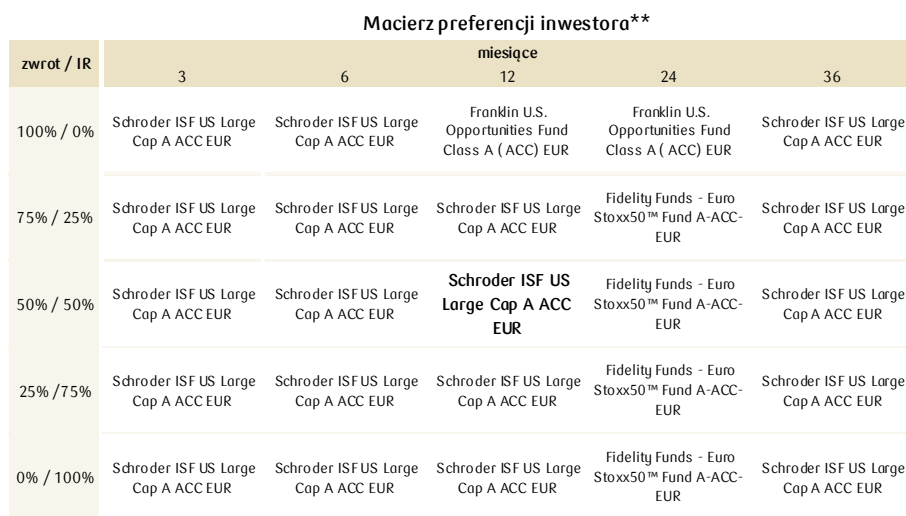 Macierz preferencji inwestora**
zwrot / IR
miesiące
3 6 12 24 36
100% / 0%
Schroder ISF US Large
Cap A ACC EUR
Schroder ISF US Large
Cap A ACC EUR
Franklin U.S.
Opportunities Fund
Class A ( ACC) EUR
Franklin U.S.
Opportunities Fund
Class A ( ACC) EUR
Schroder ISF US Large
Cap A ACC EUR
75% / 25%
Schroder ISF US Large
Cap A ACC EUR
Schroder ISF US Large
Cap A ACC EUR
Schroder ISF US Large
Cap A ACC EUR
Fidelity Funds - Euro
Stoxx50™ Fund A-ACC-
EUR
Schroder ISF US Large
Cap A ACC EUR
50% / 50%
Schroder ISF US Large
Cap A ACC EUR
Schroder ISF US Large
Cap A ACC EUR
Schroder ISF US
Large Cap A ACC
EUR
Fidelity Funds - Euro
Stoxx50™ Fund A-ACC-
EUR
Schroder ISF US Large
Cap A ACC EUR
25% /75%
Schroder ISF US Large
Cap A ACC EUR
Schroder ISF US Large
Cap A ACC EUR
Schroder ISF US Large
Cap A ACC EUR
Fidelity Funds - Euro
Stoxx50™ Fund A-ACC-
EUR
Schroder ISF US Large
Cap A ACC EUR
0% / 100%
Schroder ISF US Large
Cap A ACC EUR
Schroder ISF US Large
Cap A ACC EUR
Schroder ISF US Large
Cap A ACC EUR
Fidelity Funds - Euro
Stoxx50™ Fund A-ACC-
EUR
Schroder ISF US Large
Cap A ACC EUR